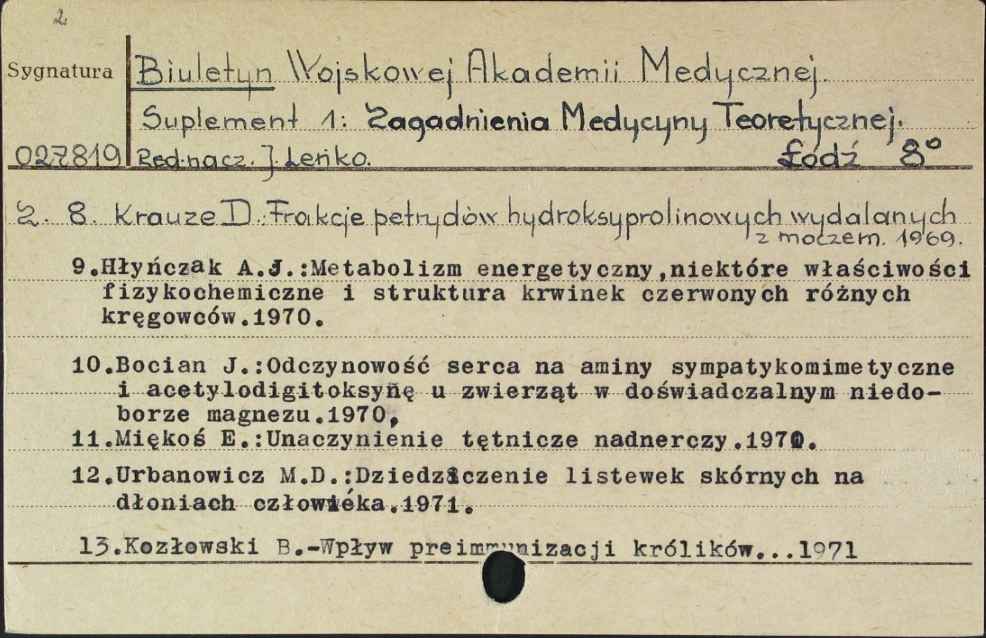 2
Sygnatura
Biuletyn Wojskowej Akademii Medycznej.
Suplement 1: Zagadnienia Medycyny Teoretycznej.
027819 Red. nacz. J. Leńko. Łódź 8°
Z. 8. Krauze D.: Frakcje petrydów hydroksyprolinowych wydalanych
z moczem. 1969.
9.Hłyńczak A.J.:Metabolizm energetyczny,niektóre właściwości
fizykochemiczne i struktura krwinek czerwonych różnych
kręgowców.1970.
10.Bocian J.:Odczynowość serca na aminy sympatykomimetyczne
i acetylodigitoksynę u zwierząt w doświadczalnym niedo-
borze magnezu.1970,
11.Miękoś E.:Unaczynienie tętnicze nadnerczy.1970.
12.Urbanowicz M.D.:Dziedziczenie listewek skórnych na
dłoniach człowiéka.1971.
13.Kozłowski B.-Wpływ preimmunizacji królików...1971